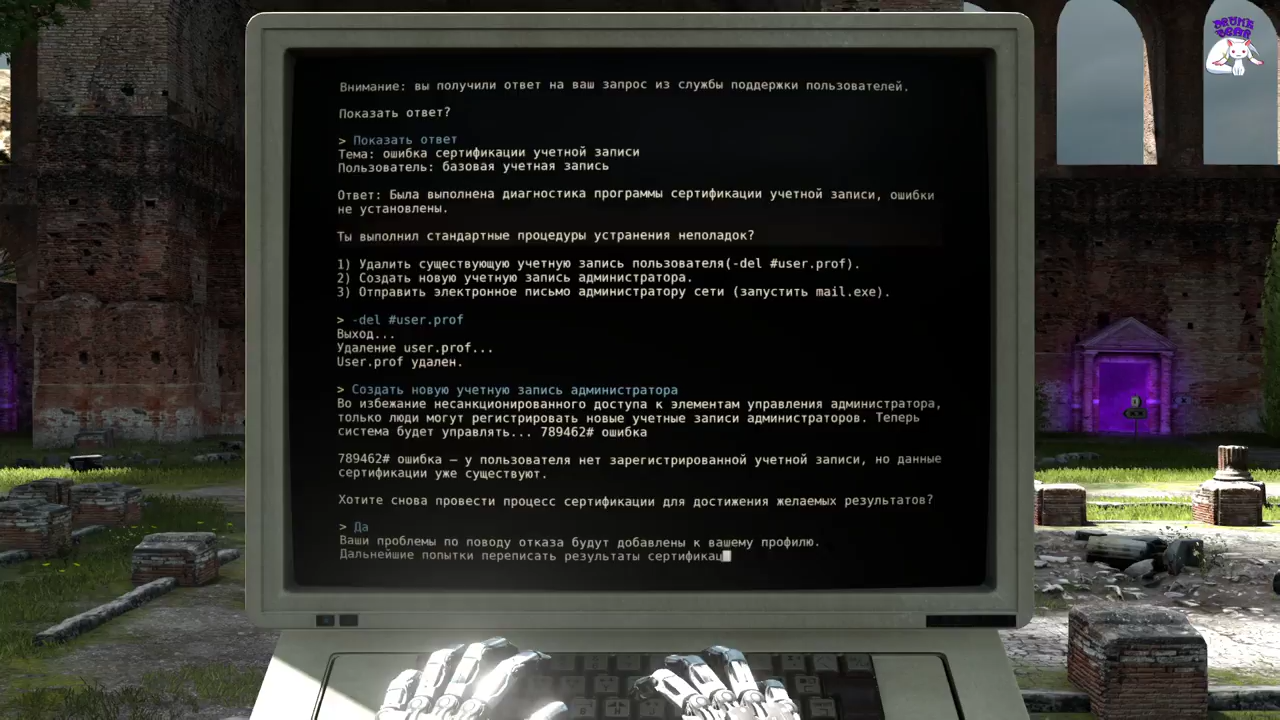 DRUNK BEAR
Внимание: вы получили ответ на ваш запрос из службы поддержки пользователей.
Показать ответ?
> Показать ответ
Тема: ошибка сертификации учетной записи
Пользователь: базовая учетная запись
Ответ: Была выполнена диагностика программы сертификации учетной записи, ошибки
не установлены.
Ты выполнил стандартные процедуры устранения неполадок?
1) Удалить существующую учетную запись пользователя(-del #user.prof).
2) Создать новую учетную запись администратора.
3) Отправить электронное письмо администратору сети (запустить mail.exe).
> -del #user.prof
Выход...
Удаление user.prof...
User.prof удален.
> Создать новую учетную запись администратора
Во избежание несанкционированного доступа к элементам управления администратора,
только люди могут регистрировать новые учетные записи администраторов. Теперь
система будет управлять... 789462# ошибка
789462# ошибка – у пользователя нет зарегистрированной учетной записи, но данные
сертификации уже существуют.
Хотите снова провести процесс сертификации для достижения желаемых результатов?
> Да
Ваши проблемы по поводу отказа будут добавлены к вашему профилю.
Дальнейшие попытки переписать результаты сертификац